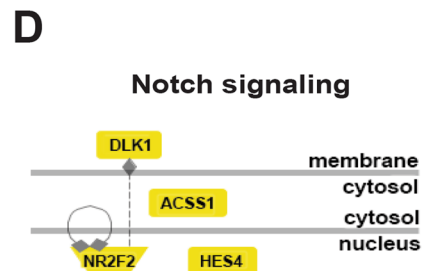 D
Notch signaling
DLK1
membrane
cytosol
ACSS1
cytosol
nucleus
NR2F2
HES4